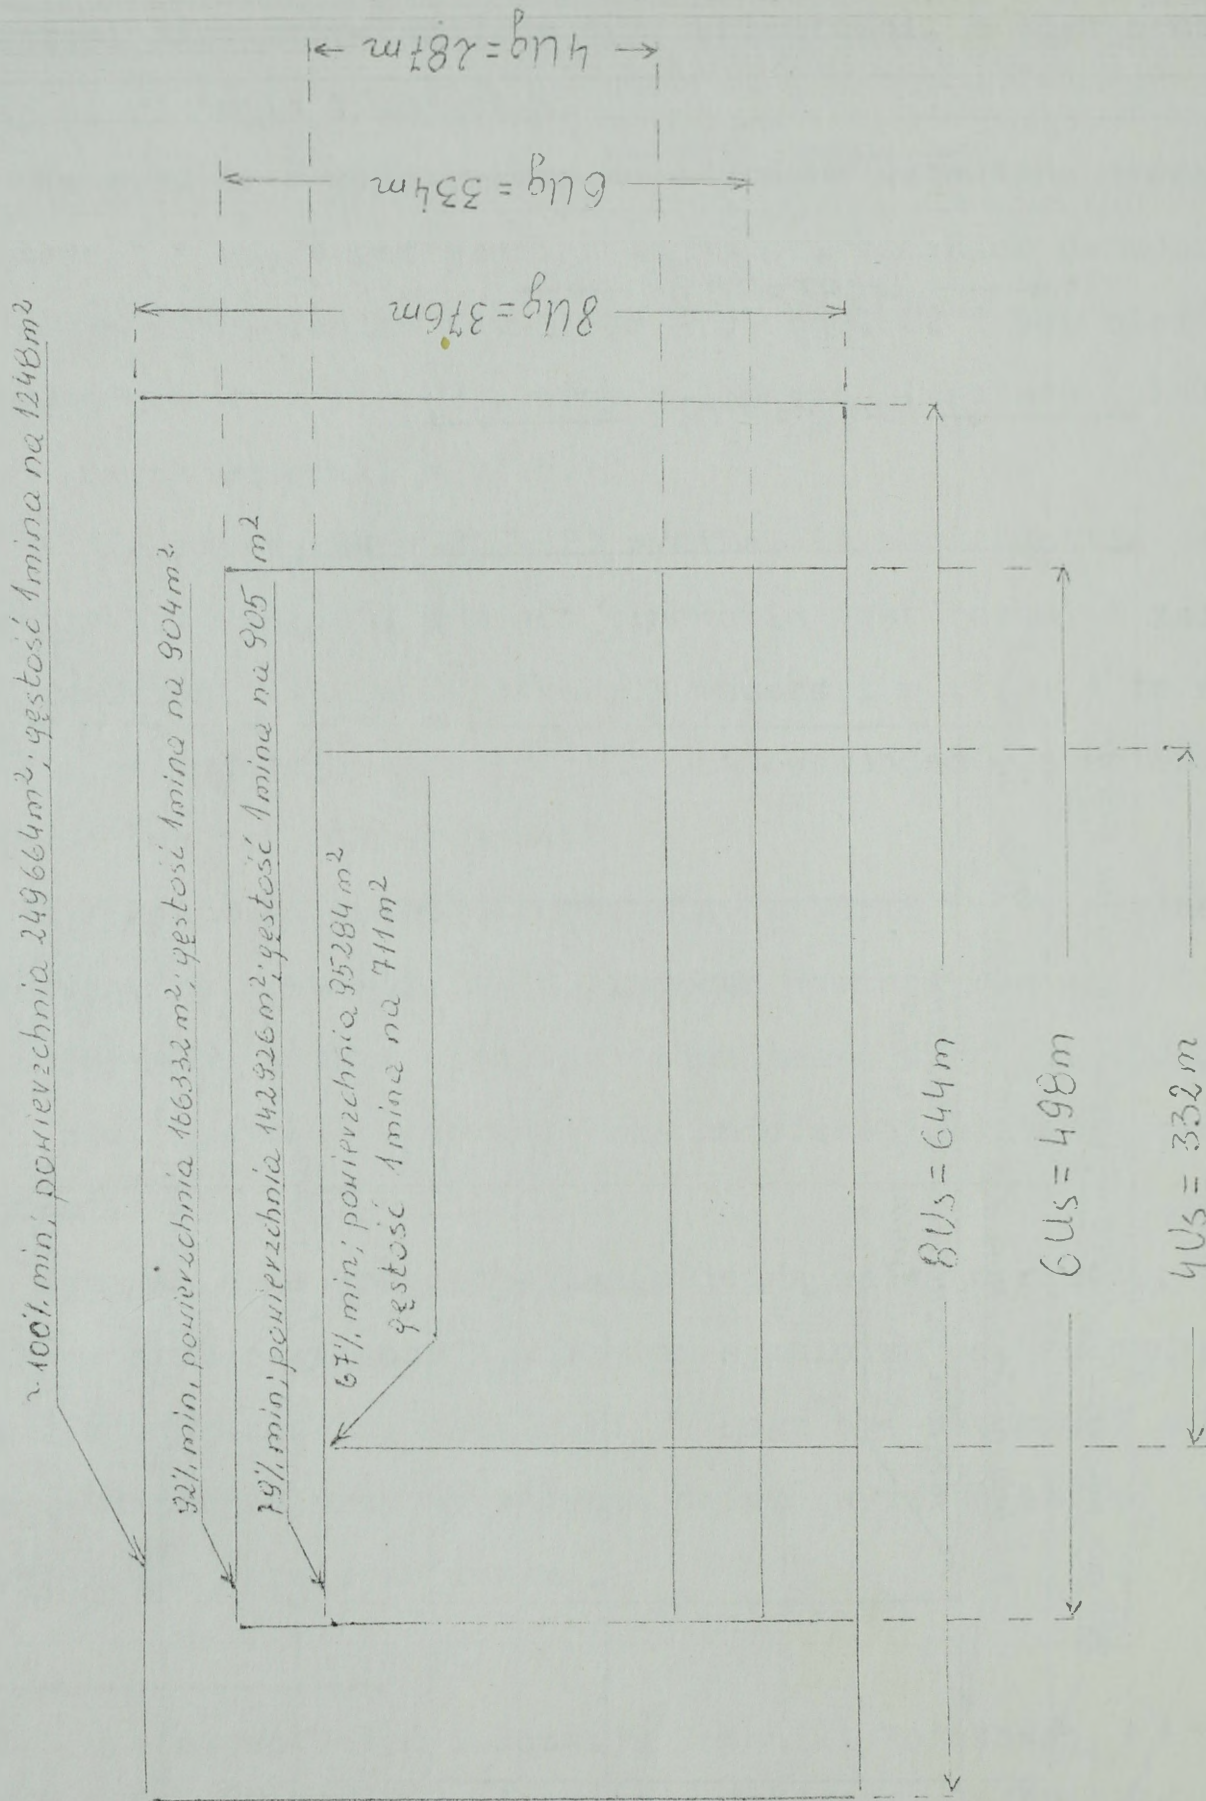 ~100% min; powierzchnia 249664m²; gęstość 1mina na 1248m²
92% min, powierzchnia 166332m²; gęstość 1mina na 904m²
79% min; powierzchnia 142926m²; gęstość 1mina na 905 m²
67% min; powierzchnia 95284m²
gęstość 1mina na 711m²
8Us = 644m
6Us = 498m
4Us = 332m
8Ug = 376m
6Ug = 334m
4Ug = 287m